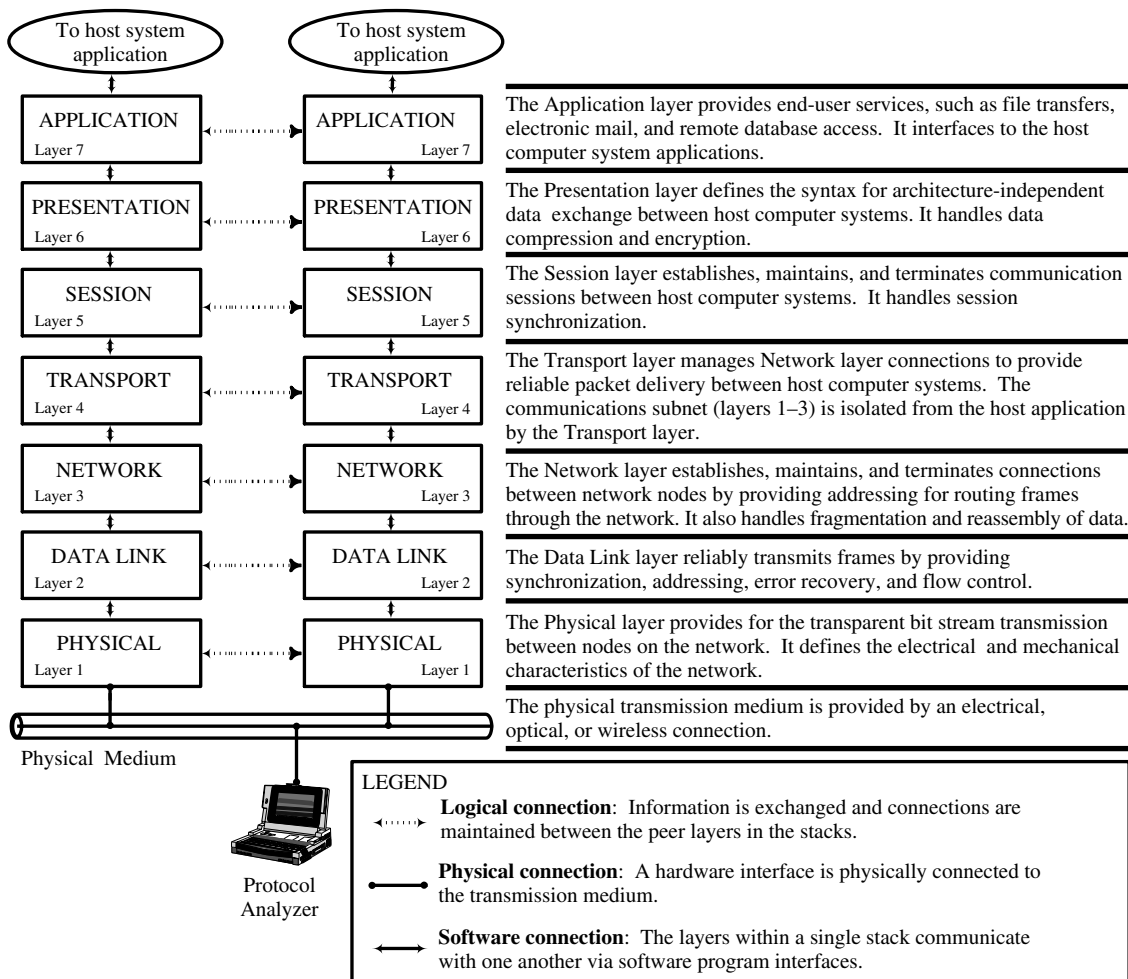 To host system
application
To host system
application
APPLICATION
Layer 7
APPLICATION
Layer 7
The Application layer provides end-user services, such as file transfers,
electronic mail, and remote database access. It interfaces to the host
computer system applications.
PRESENTATION
Layer 6
PRESENTATION
Layer 6
The Presentation layer defines the syntax for architecture-independent
data exchange between host computer systems. It handles data
compression and encryption.
SESSION
Layer 5
SESSION
Layer 5
The Session layer establishes, maintains, and terminates communication
sessions between host computer systems. It handles session
synchronization.
TRANSPORT
Layer 4
TRANSPORT
Layer 4
The Transport layer manages Network layer connections to provide
reliable packet delivery between host computer systems. The
communications subnet (layers 1–3) is isolated from the host application
by the Transport layer.
NETWORK
Layer 3
NETWORK
Layer 3
The Network layer establishes, maintains, and terminates connections
between network nodes by providing addressing for routing frames
through the network. It also handles fragmentation and reassembly of data.
DATA LINK
Layer 2
DATA LINK
Layer 2
The Data Link layer reliably transmits frames by providing
synchronization, addressing, error recovery, and flow control.
PHYSICAL
Layer 1
PHYSICAL
Layer 1
The Physical layer provides for the transparent bit stream transmission
between nodes on the network. It defines the electrical and mechanical
characteristics of the network.
The physical transmission medium is provided by an electrical,
optical, or wireless connection.
Physical Medium
Protocol
Analyzer
LEGEND
Logical connection: Information is exchanged and connections are
maintained between the peer layers in the stacks.
Physical connection: A hardware interface is physically connected to
the transmission medium.
Software connection: The layers within a single stack communicate
with one another via software program interfaces.